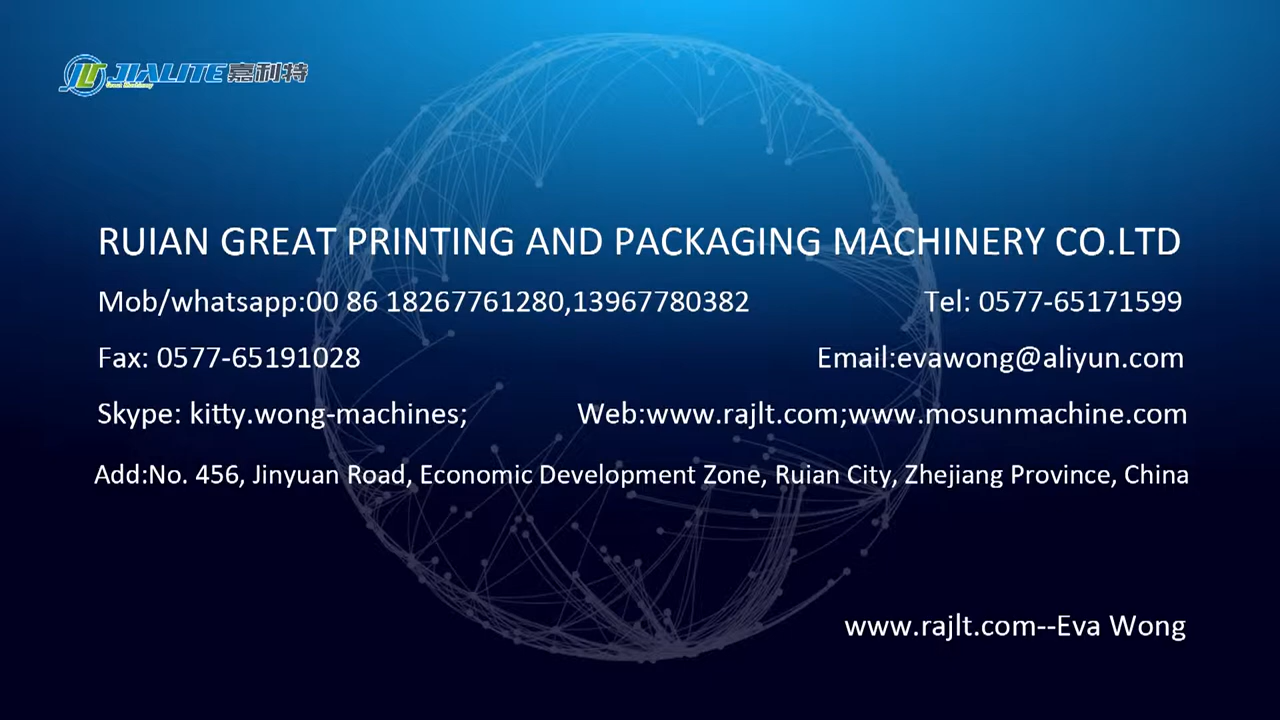 JIALITE嘉利特
Great Machinery
RUIAN GREAT PRINTING AND PACKAGING MACHINERY CO.LTD
Mob/whatsapp:00 86 18267761280,13967780382 Tel: 0577-65171599
Fax: 0577-65191028 Email:evawong@aliyun.com
Skype: kitty.wong-machines; Web:www.rajlt.com;www.mosunmachine.com
Add:No. 456, Jinyuan Road, Economic Development Zone, Ruian City, Zhejiang Province, China
www.rajlt.com--Eva Wong